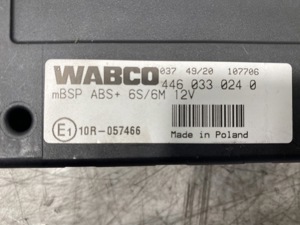 WABCO 037 49/20 107706
446 033 024 0
mBSP ABS+ 6S/6M 12V
E1 10R-057466
Made in Poland